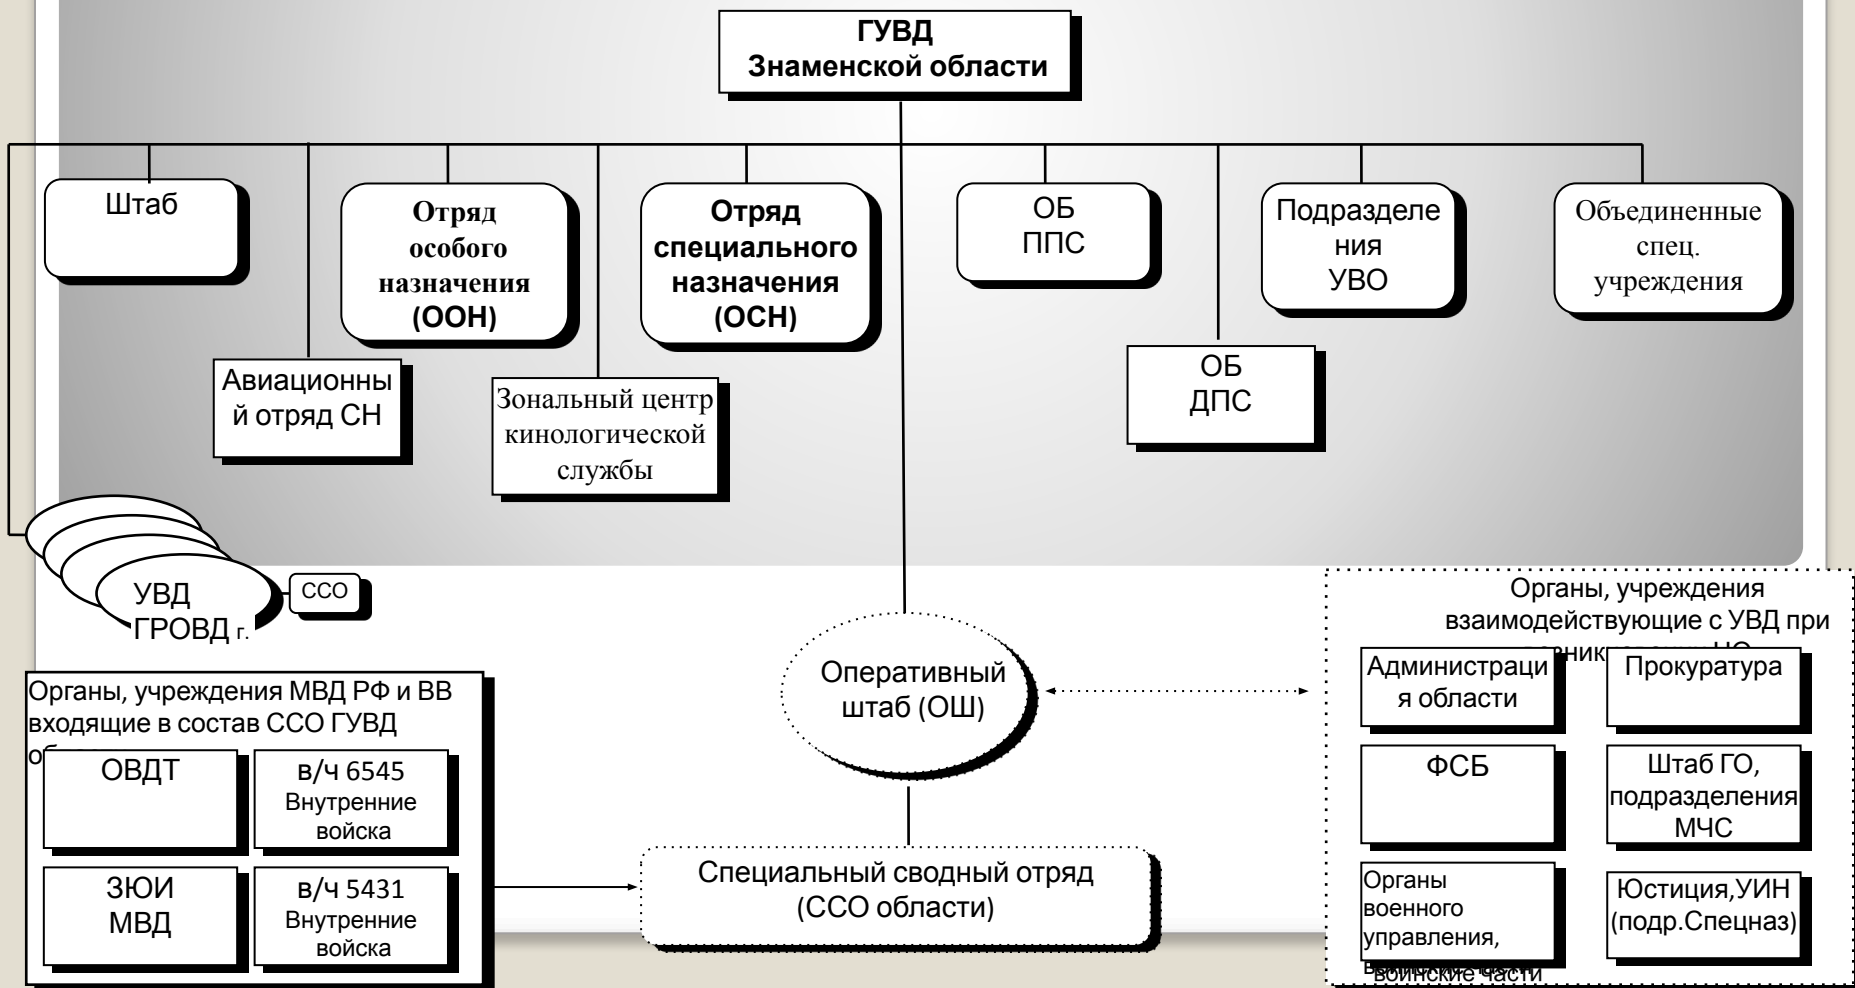 ГУВД
Знаменской области
Штаб
Отряд
особого
назначения
(ООН)
Отряд
специального
назначения
(ОСН)
ОБ
ППС
Подразделе
ния
УВО
Объединенные
спец.
учреждения
Авиационны
й отряд СН
Зональный центр
кинологической
службы
ОБ
ДПС
УВД
ГРОВД г.
ССО
Оперативный
штаб (ОШ)
Органы, учреждения
взаимодействующие с УВД при
Администраци
я области
Прокуратура
ФСБ
Штаб ГО,
подразделения
МЧС
Органы
военного
управления,
воинские части
Юстиция,УИН
(подр.Спецназ)
Органы, учреждения МВД РФ и ВВ
входящие в состав ССО ГУВД
ОВДТ
в/ч 6545
Внутренние
войска
ЗЮИ
МВД
в/ч 5431
Внутренние
войска
Специальный сводный отряд
(ССО области)